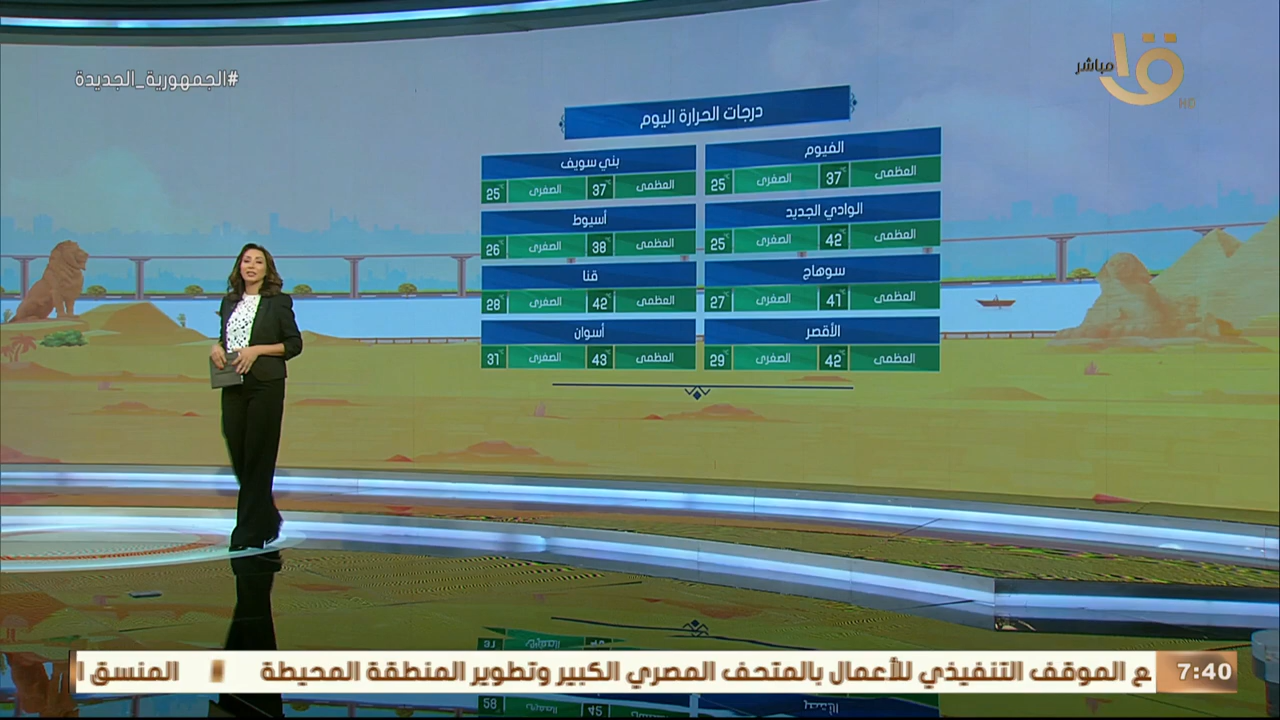 #الجمهورية_الجديدة
مباشر
HD
درجات الحرارة اليوم
الفيوم
العظمى 37°C الصغرى 25°C
بني سويف
العظمى 37°C الصغرى 25°C
الوادي الجديد
العظمى 42°C الصغرى 25°C
أسيوط
العظمى 38°C الصغرى 26°C
سوهاج
العظمى 41°C الصغرى 27°C
قنا
العظمى 42°C الصغرى 28°C
الأقصر
العظمى 42°C الصغرى 29°C
أسوان
العظمى 43°C الصغرى 31°C
7:40
ع الموقف التنفيذي للأعمال بالمتحف المصري الكبير وتطوير المنطقة المحيطة المنسق ا